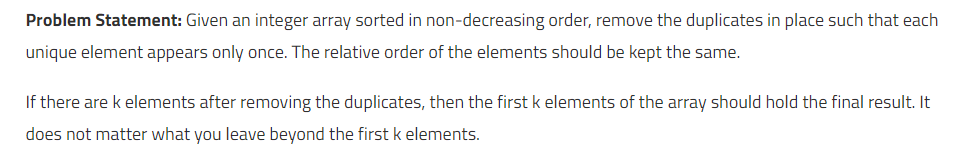 Problem Statement: Given an integer array sorted in non-decreasing order, remove the duplicates in place such that each
unique element appears only once. The relative order of the elements should be kept the same.
If there are k elements after removing the duplicates, then the first k elements of the array should hold the final result. It
does not matter what you leave beyond the first k elements.